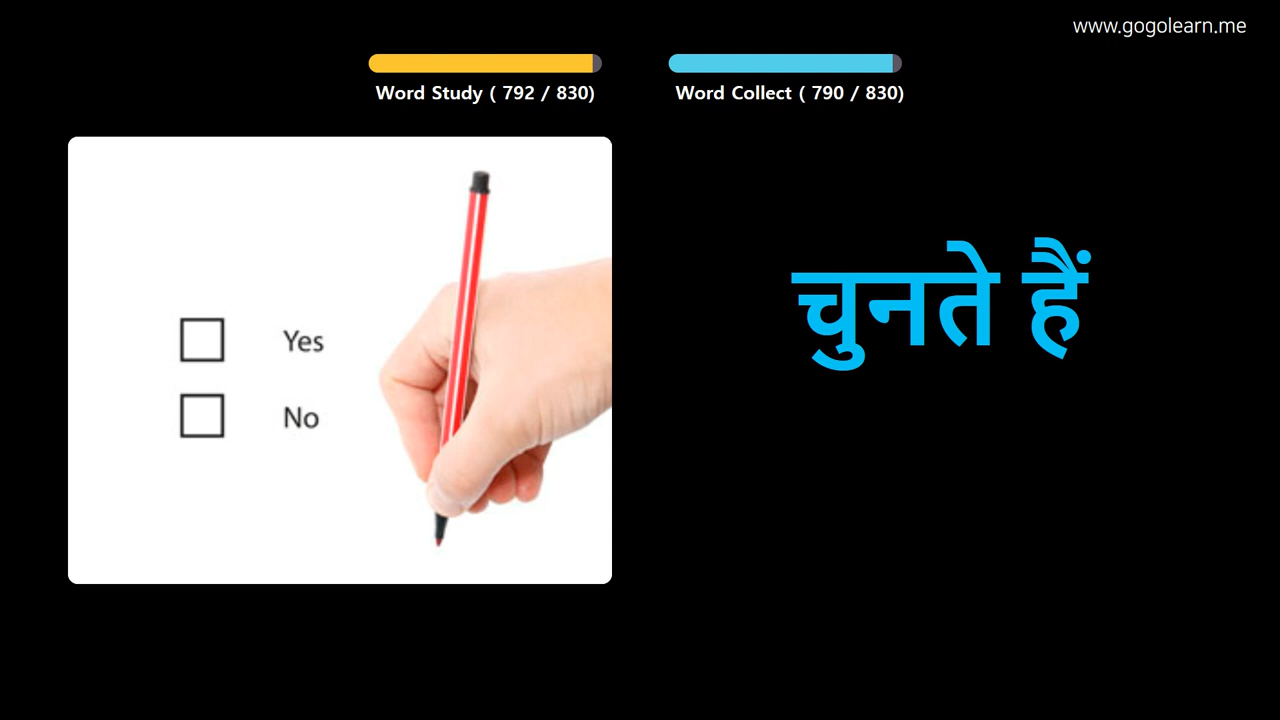 www.gogolearn.me
Word Study ( 792 / 830)
Word Collect ( 790 / 830)
चुनते हैं
Yes
No